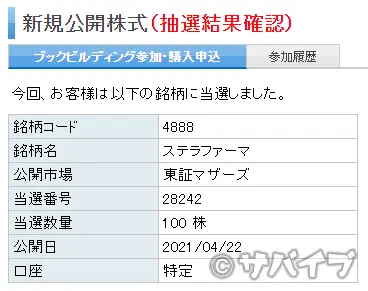 新規公開株式(抽選結果確認)
ブックビルディング参加・購入申込 参加履歴
今回、お客様は以下の銘柄に当選しました。
銘柄コード 4888
銘柄名 ステラファーマ
公開市場 東証マザーズ
当選番号 28242
当選数量 100 株
公開日 2021/04/22
口座 特定
©サバイブ